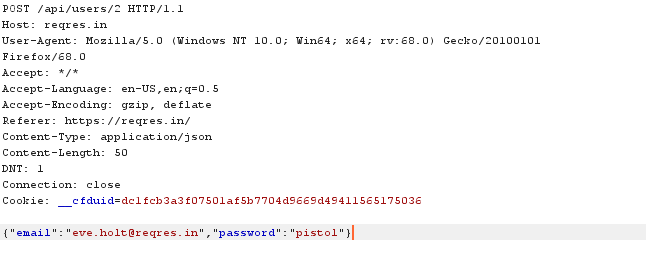 POST /api/users/2 HTTP/1.1
Host: reqres.in
User-Agent: Mozilla/5.0 (Windows NT 10.0; Win64; x64; rv:68.0) Gecko/20100101
Firefox/68.0
Accept: */*
Accept-Language: en-US,en;q=0.5
Accept-Encoding: gzip, deflate
Referer: https://reqres.in/
Content-Type: application/json
Content-Length: 50
DNT: 1
Connection: close
Cookie: __cfduid=dc1fcb3a3f07501af5b7704d9669d49411565175036
{"email":"eve.holt@reqres.in","password":"pistol"}